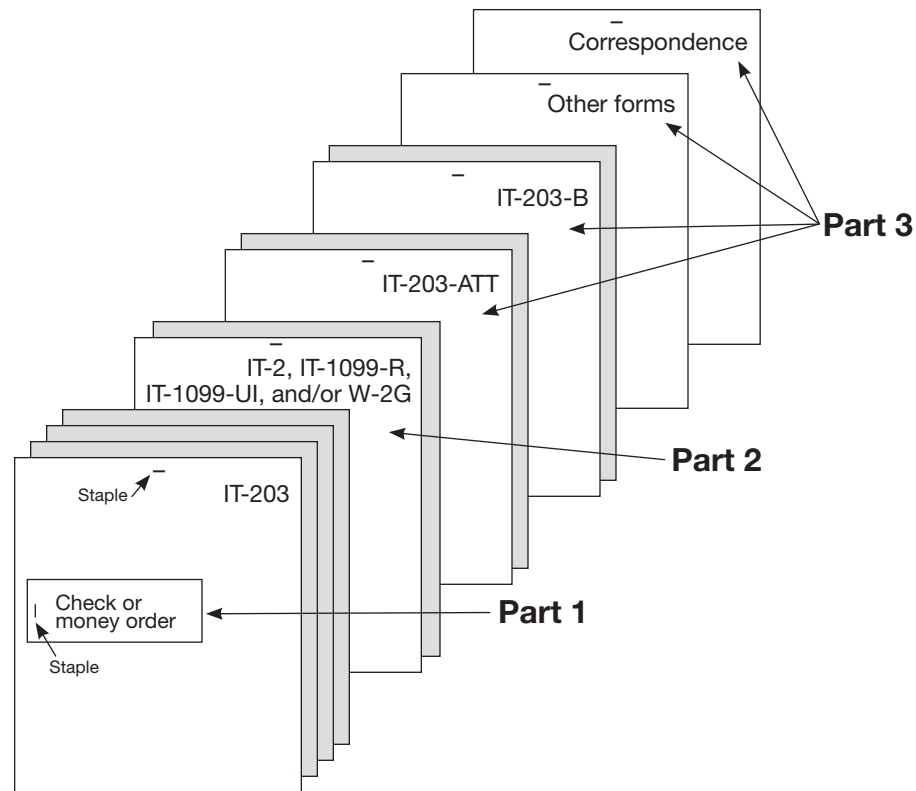 Correspondence
Other forms
IT-203-B
Part 3
IT-203-ATT
IT-2, IT-1099-R,
IT-1099-UI, and/or W-2G
Part 2
Staple
IT-203
Check or
money order
Part 1
Staple